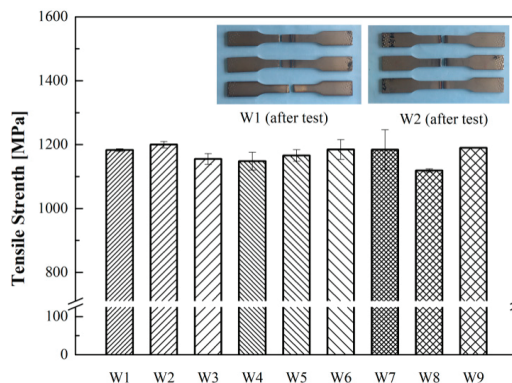 1600
1400
1200
1000
800
100
0
Tensile Strenth [MPa]
W1 (after test)
W2 (after test)
W1 W2 W3 W4 W5 W6 W7 W8 W9